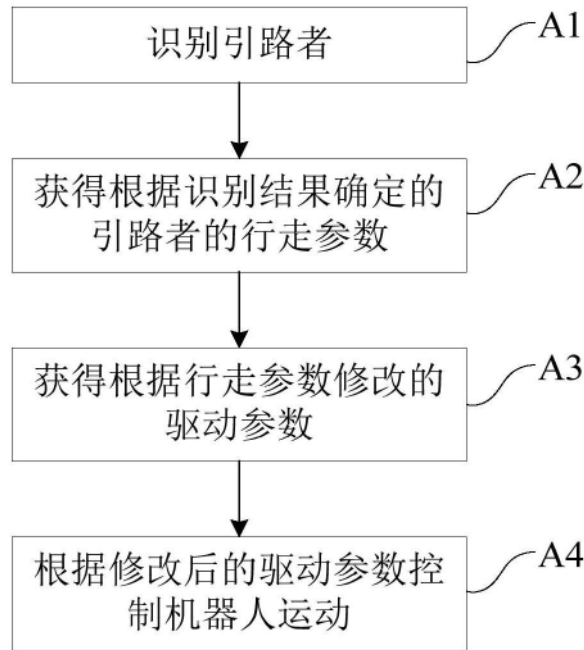 识别引路者
A1
获得根据识别结果确定的
引路者的行走参数
A2
获得根据行走参数修改的
驱动参数
A3
根据修改后的驱动参数控
制机器人运动
A4